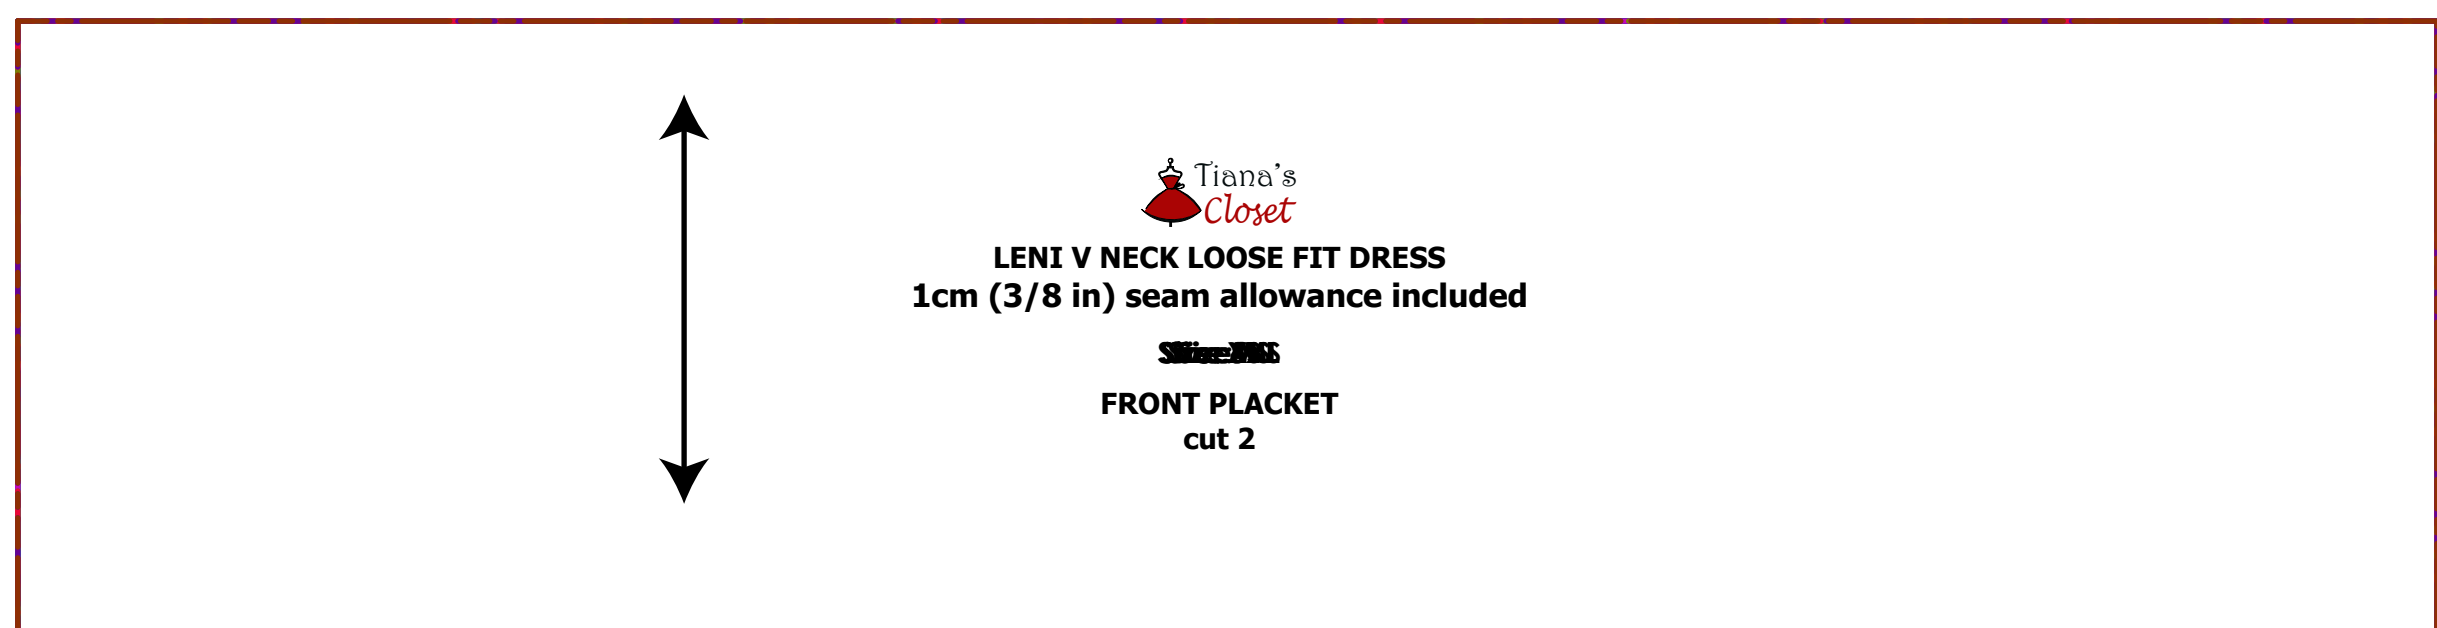 Tiana's
Closet
LENI V NECK LOOSE FIT DRESS
1cm (3/8 in) seam allowance included
FRONT PLACKET
cut 2